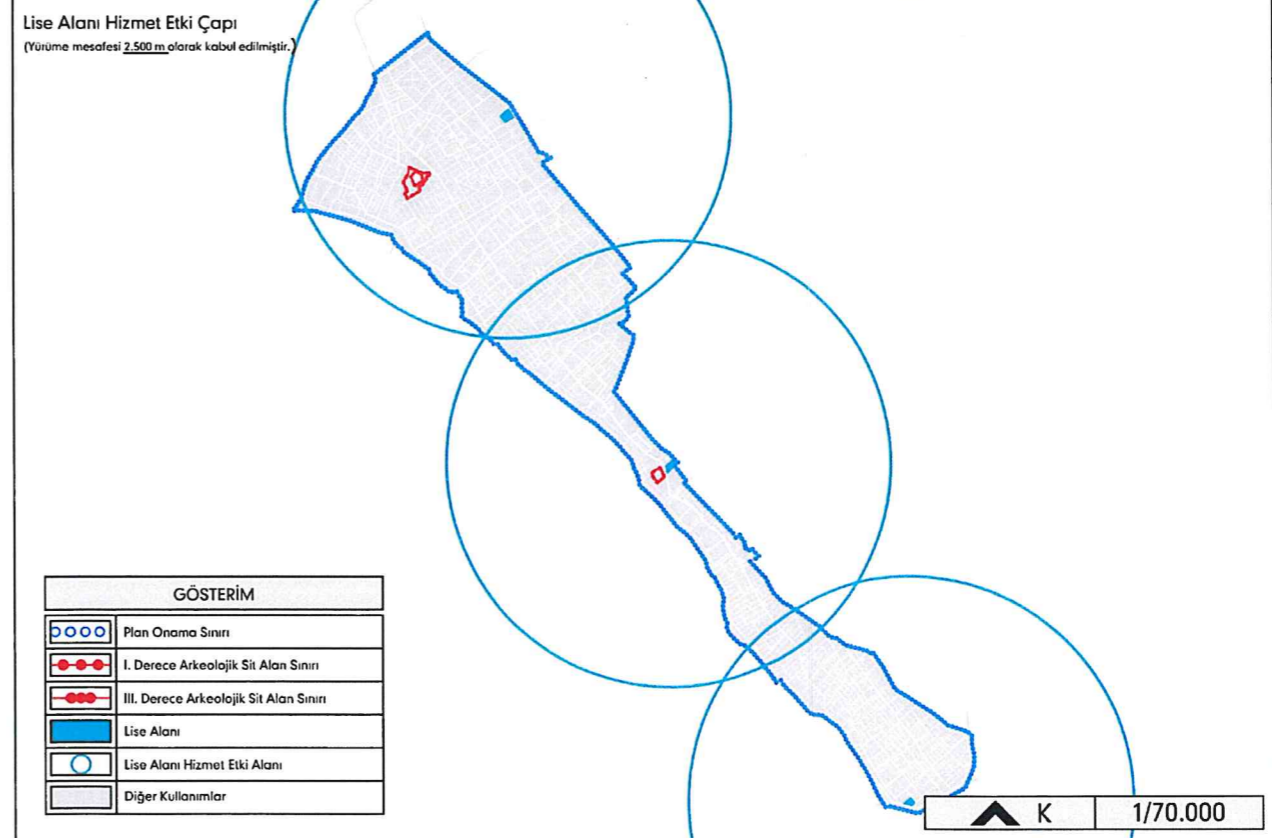 Lise Alanı Hizmet Etki Çapı
(Yürüme mesafesi 2.500 m olarak kabul edilmiştir.)
GÖSTERİM
Plan Onama Sınırı
I. Derece Arkeolojik Sit Alan Sınırı
III. Derece Arkeolojik Sit Alan Sınırı
Lise Alanı
Lise Alanı Hizmet Etki Alanı
Diğer Kullanımlar
K 1/70.000